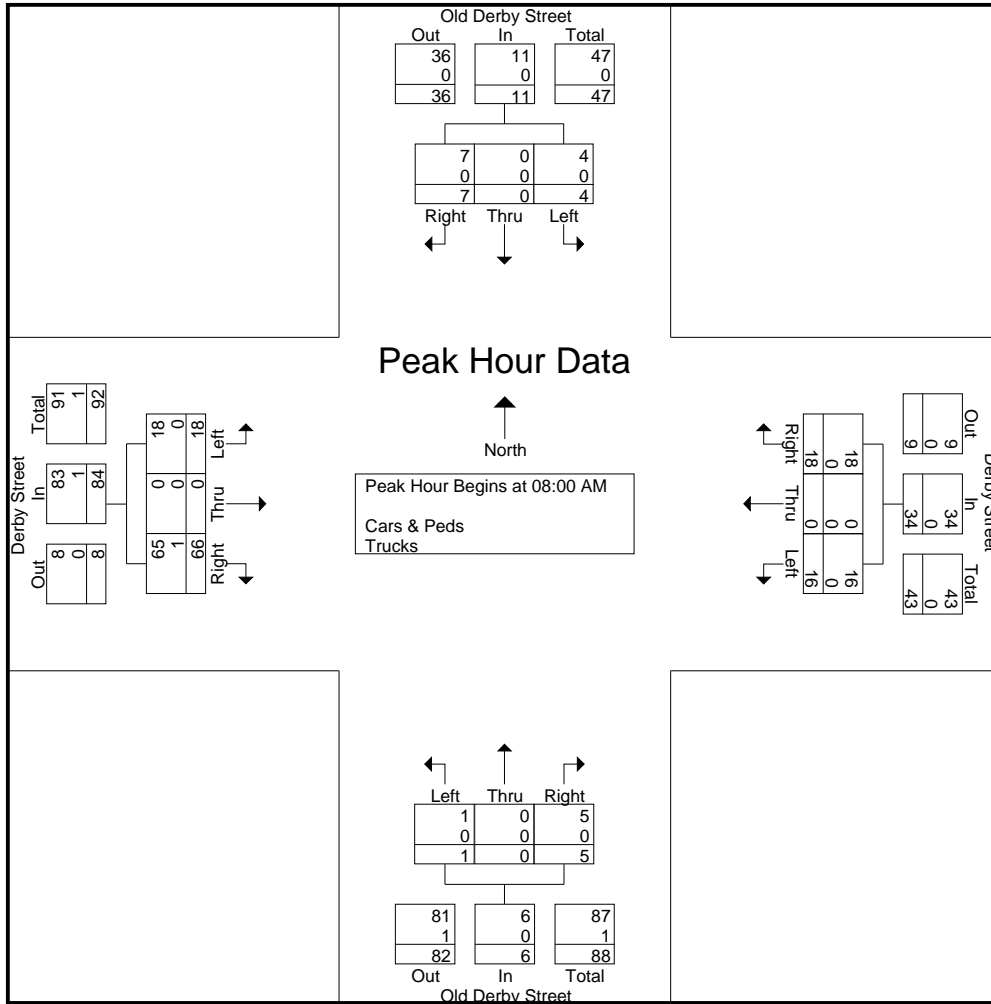 Old Derby Street
Out In Total
36 11 47
0 0 0
36 11 47
7 0 4
0 0 0
7 0 4
Right Thru Left
Peak Hour Data
North
Peak Hour Begins at 08:00 AM
Cars & Peds
Trucks
Derby Street
Out In Total
8 83 91
0 1 1
8 84 92
Right Thru Left
65 0 18
1 0 0
66 0 18
Derby Street
Out In Total
9 34 43
0 0 0
9 34 43
Right Thru Left
18 0 16
0 0 0
18 0 16
Left Thru Right
1 0 5
0 0 0
1 0 5
81 6 87
1 0 1
82 6 88
Out In Total
Old Derby Street